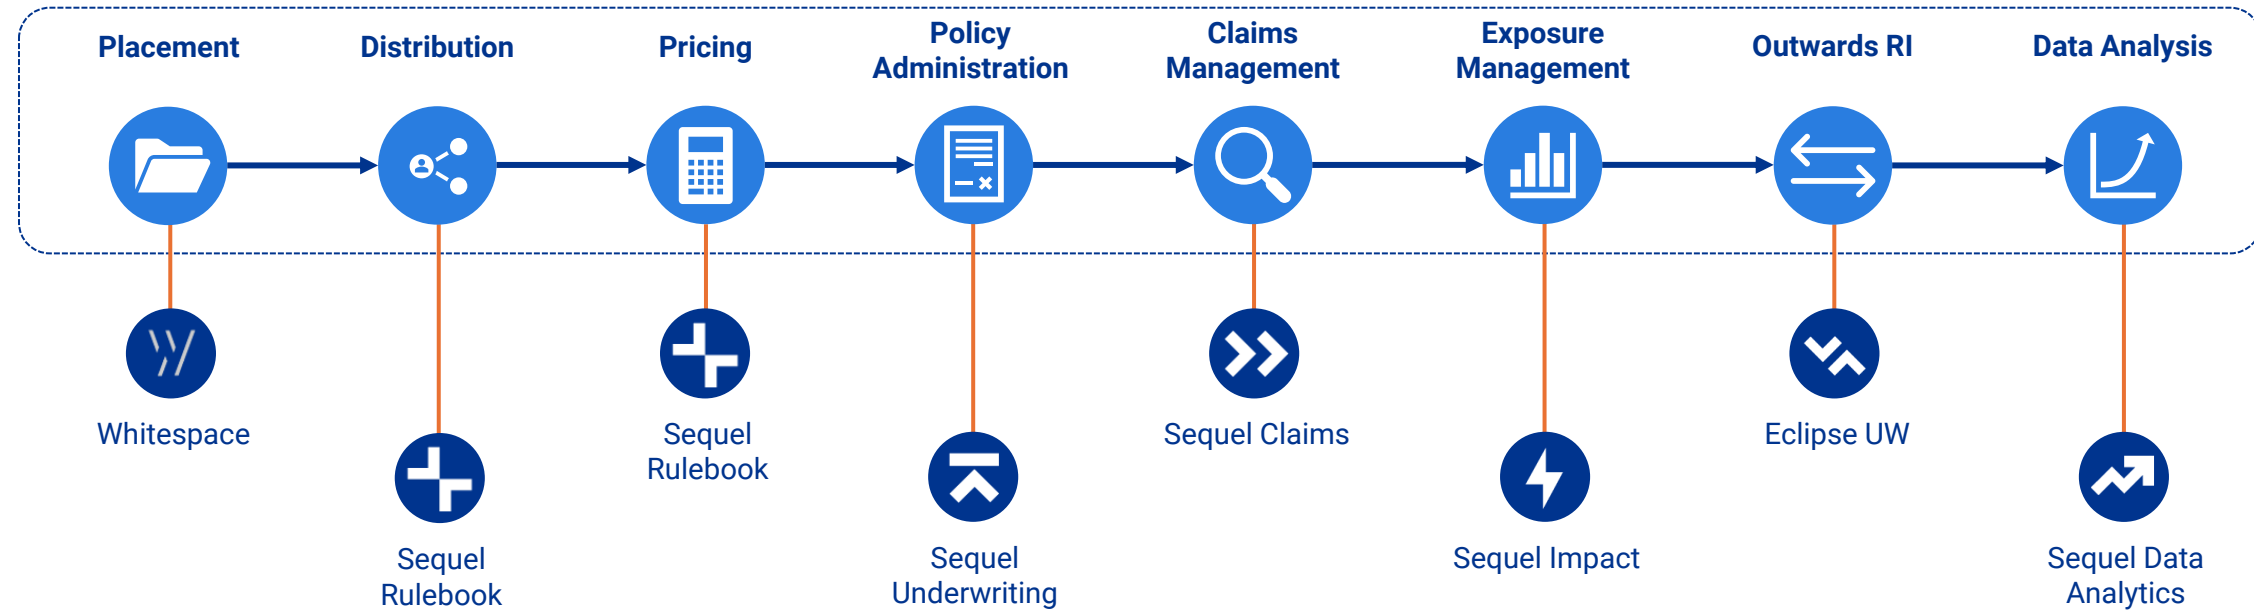 Placement
Distribution
Pricing
Policy
Administration
Claims
Management
Exposure
Management
Outwards RI
Data Analysis
Whitespace
Sequel
Rulebook
Sequel
Rulebook
Sequel
Underwriting
Sequel Claims
Sequel Impact
Eclipse UW
Sequel Data
Analytics